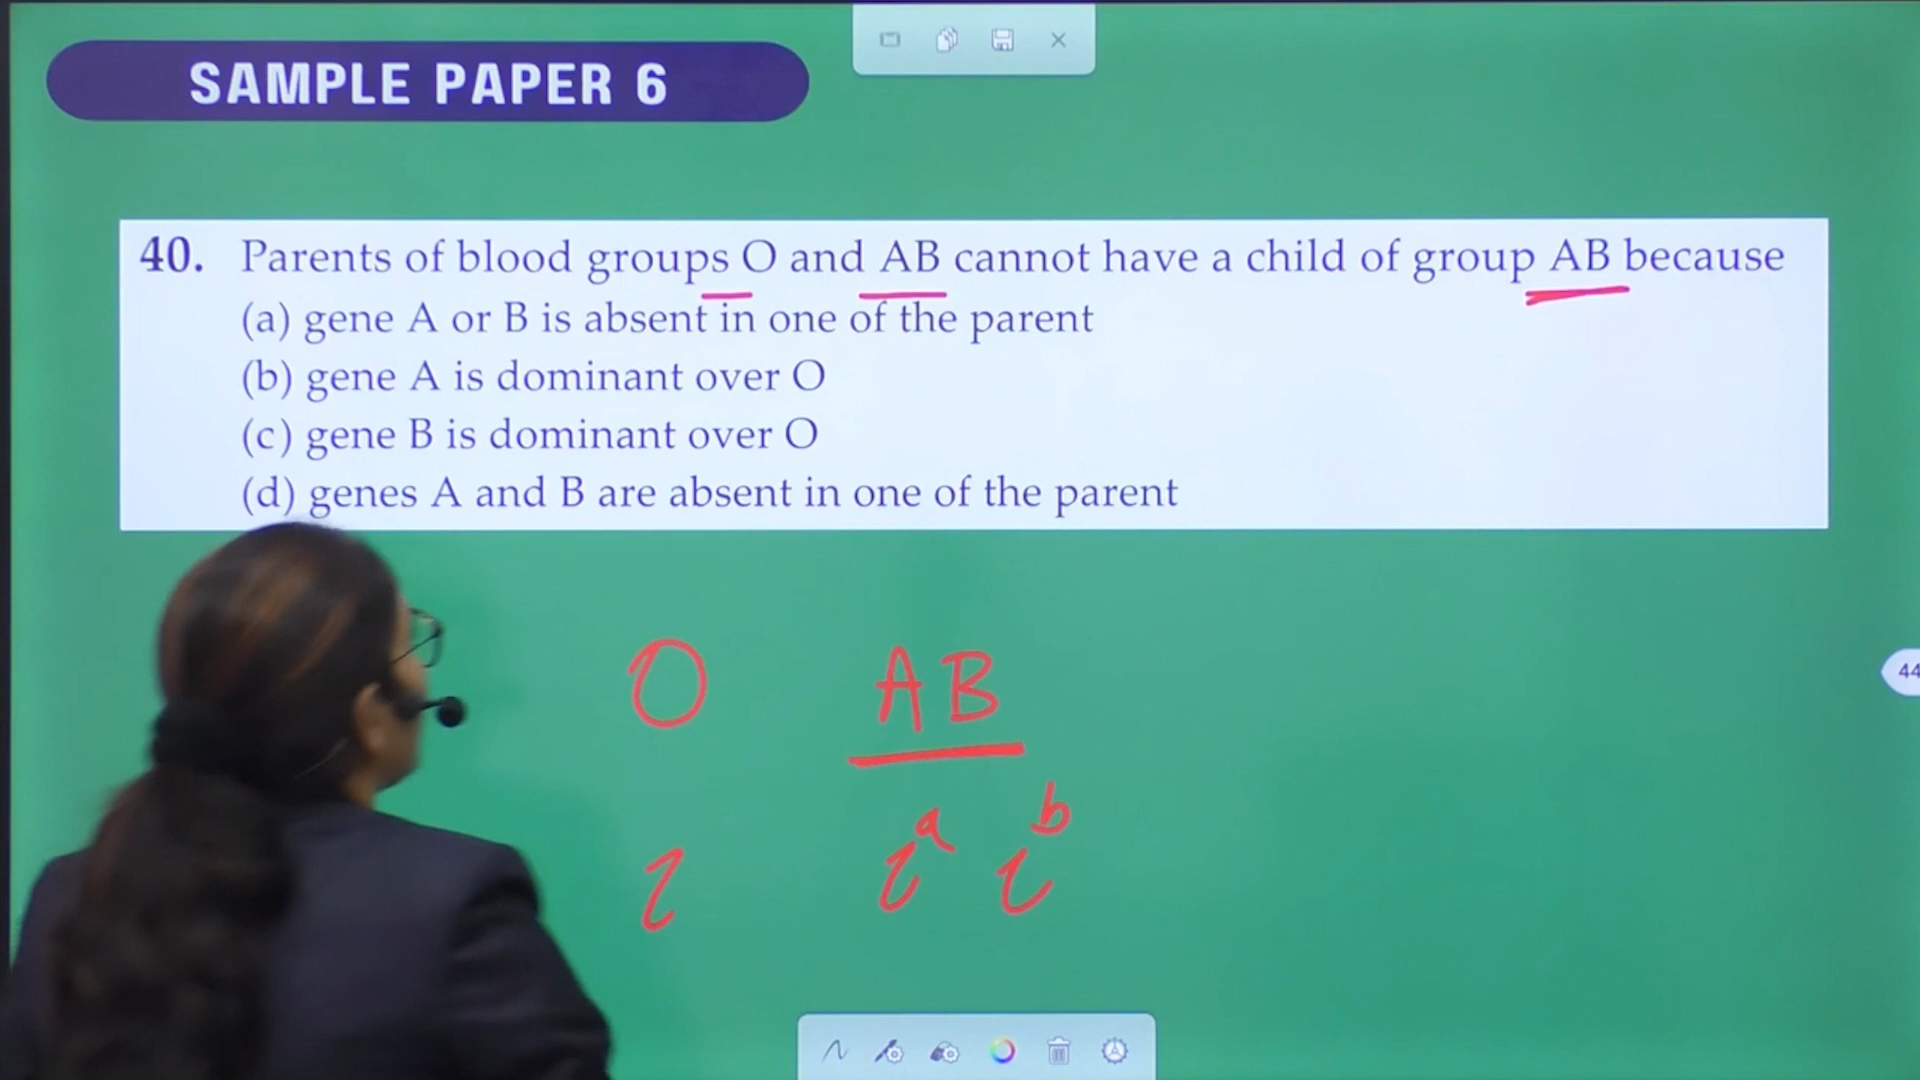 SAMPLE PAPER 6
40. Parents of blood groups O and AB cannot have a child of group AB because
(a) gene A or B is absent in one of the parent
(b) gene A is dominant over O
(c) gene B is dominant over O
(d) genes A and B are absent in one of the parent
O AB
i i^a i^b
44